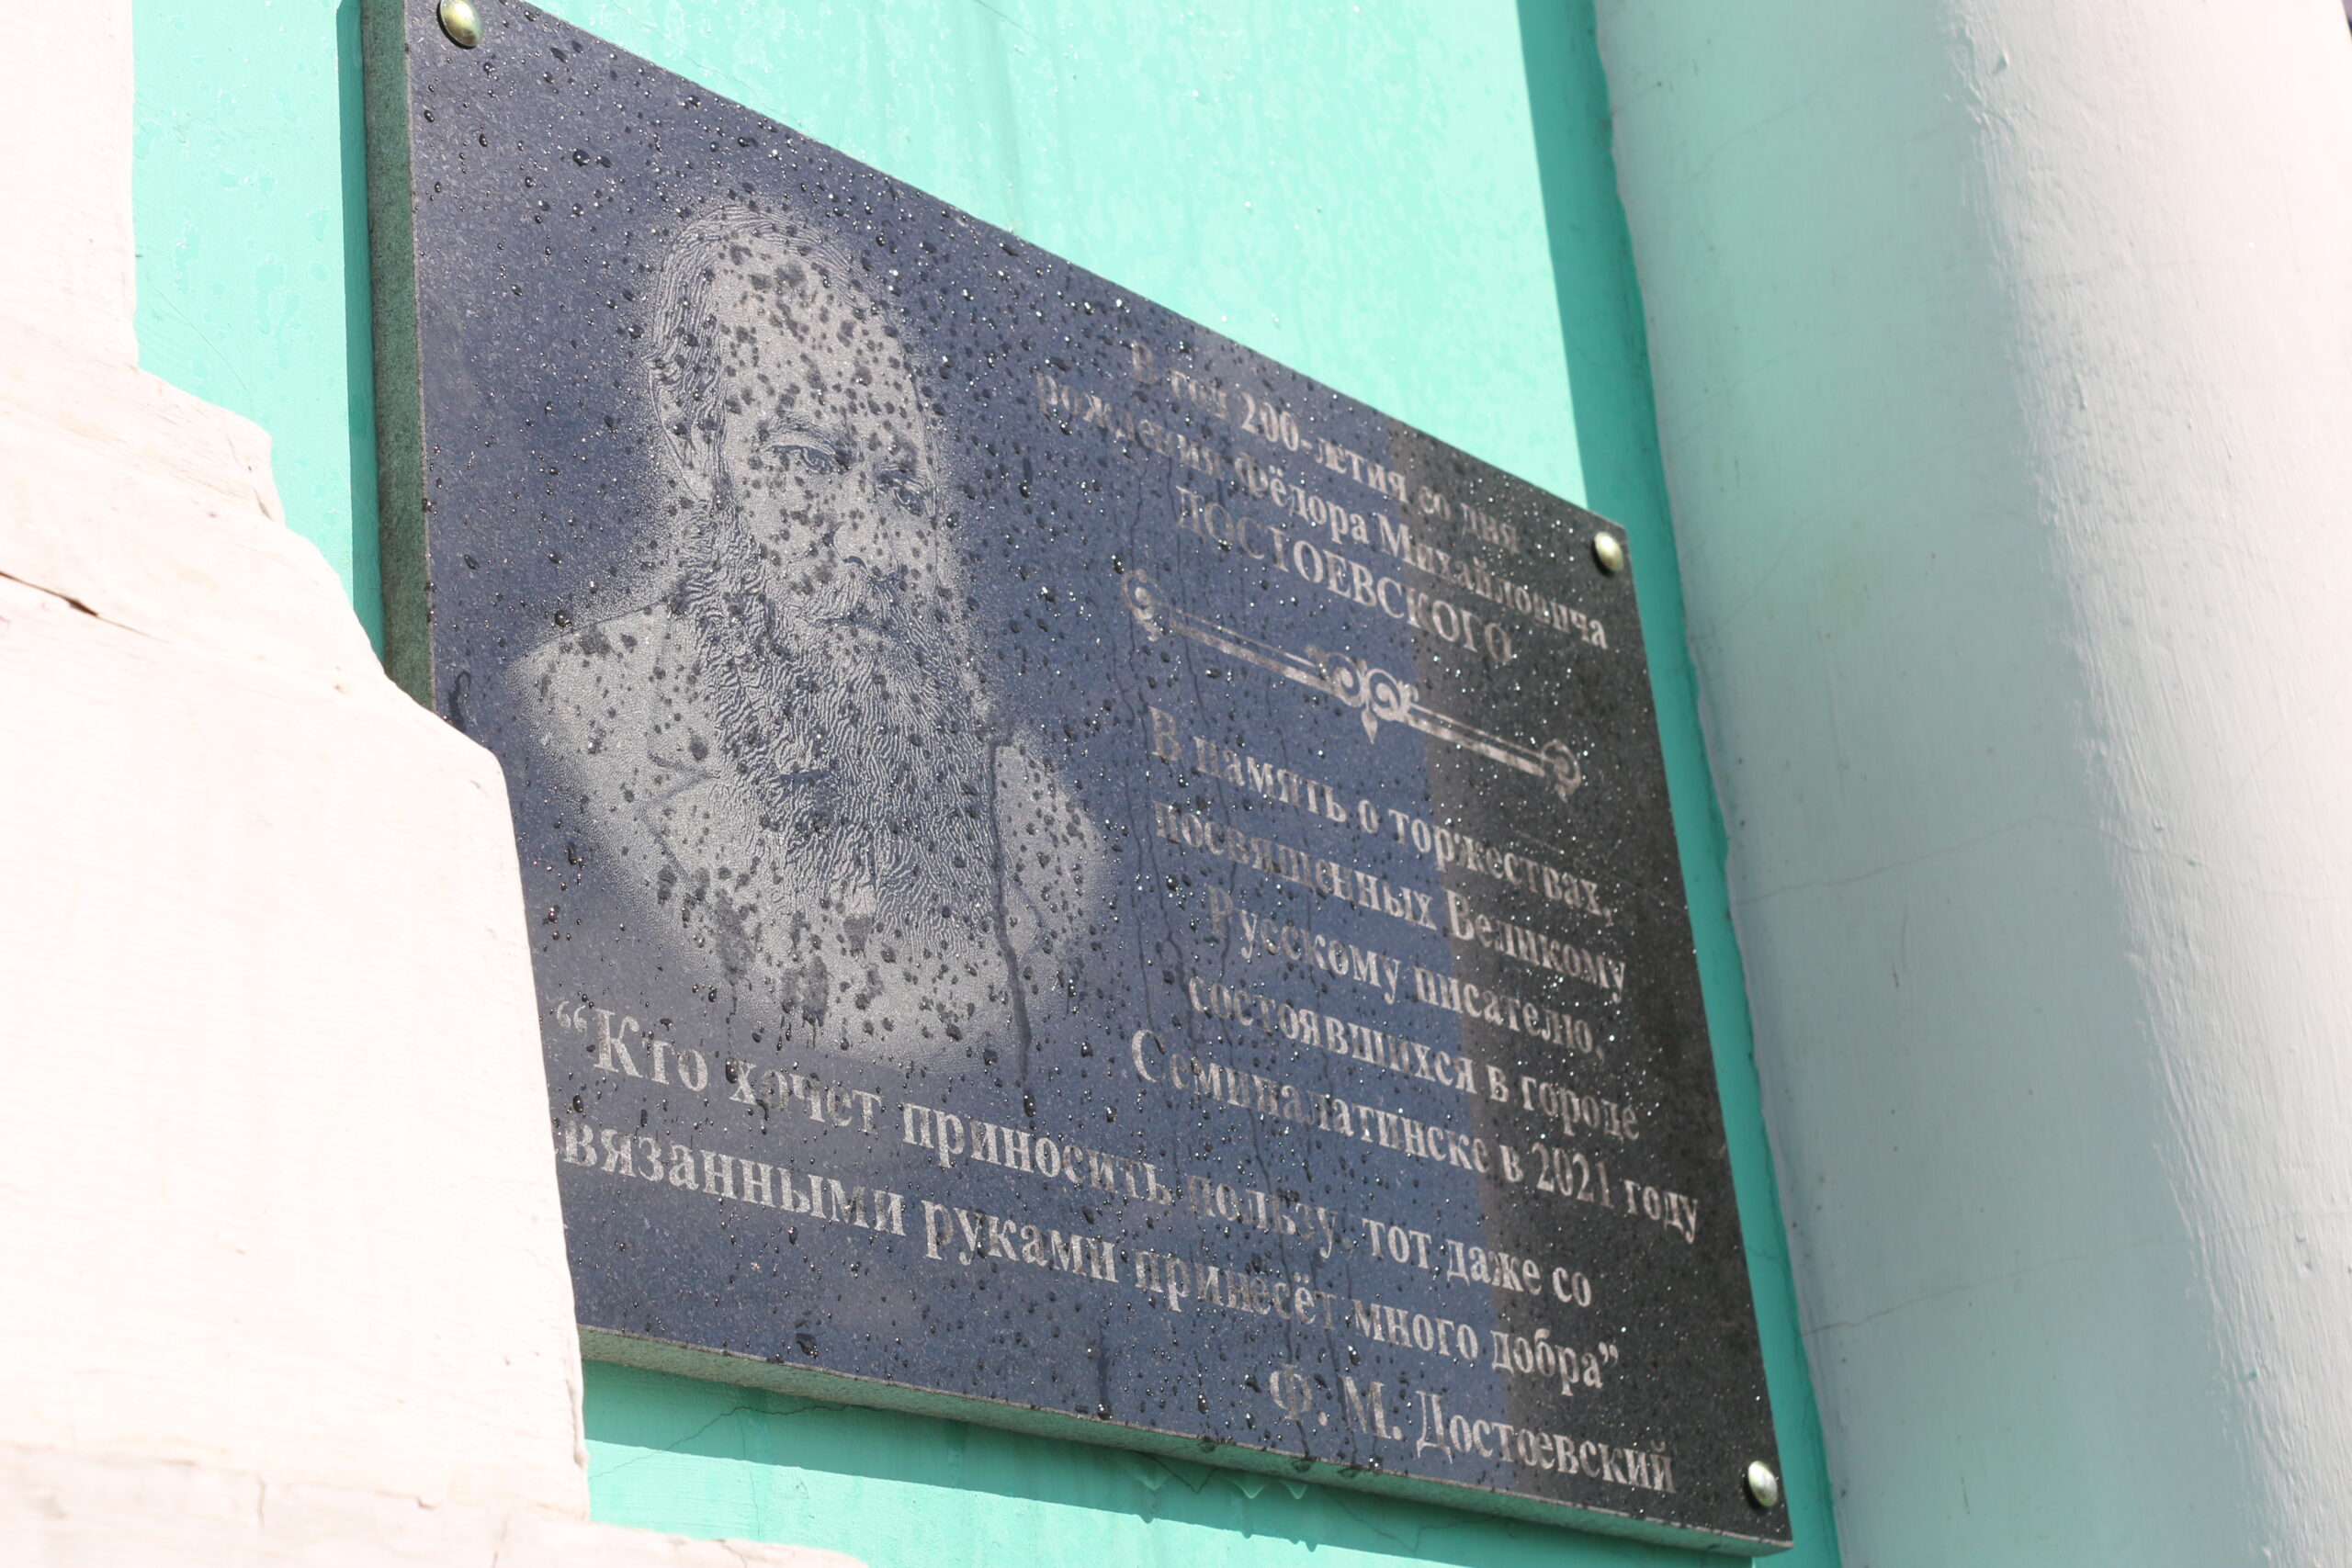 В год 200-летия со дня
рождения Фёдора Михайловича
ДОСТОЕВСКОГО
В память о торжествах,
посвященных Великому
Русскому писателю,
состоявшихся в городе
Семипалатинске в 2021 году
“Кто хочет приносить пользу, тот даже со
связанными руками принесёт много добра”
Ф. М. Достоевский